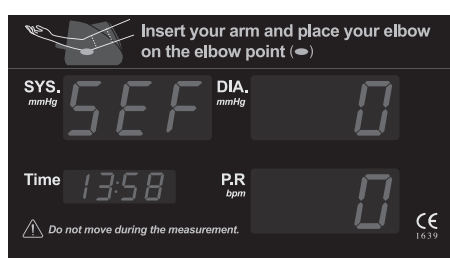 Insert your arm and place your elbow
on the elbow point ( )
SYS. mmHg SEF DIA. mmHg 0
Time 13:58 P.R bpm 0
Do not move during the measurement.
CE
1639